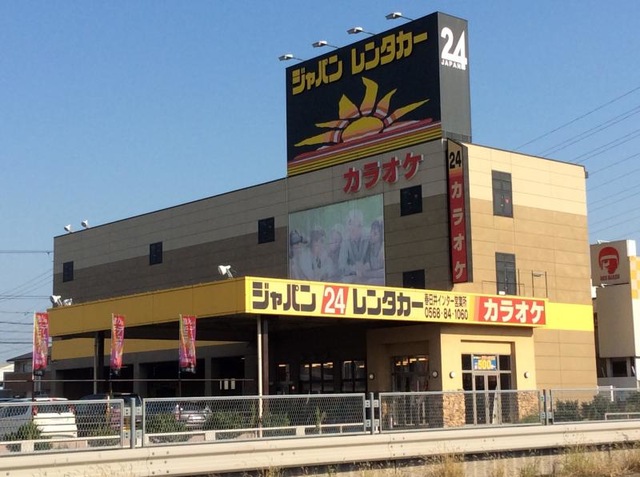 ジャパン レンタカー
24
JAPAN
カラオケ
24
カラオケ
ジャパン 24 レンタカー
春日井インター営業所
0568-84-1060
カラオケ